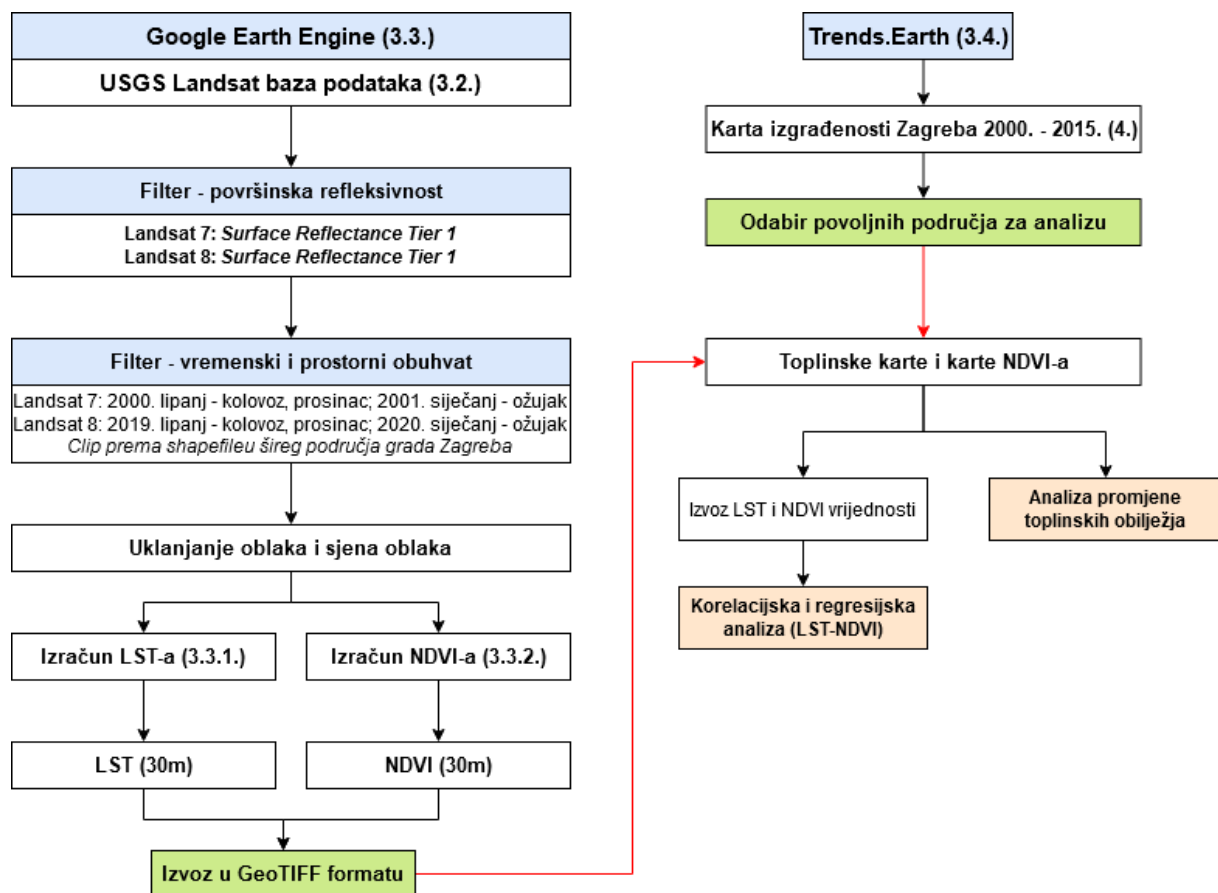 Google Earth Engine (3.3.)
USGS Landsat baza podataka (3.2.)
Filter - površinska refleksivnost
Landsat 7: Surface Reflectance Tier 1
Landsat 8: Surface Reflectance Tier 1
Filter - vremenski i prostorni obuhvat
Landsat 7: 2000. lipanj - kolovoz, prosinac; 2001. siječanj - ožujak
Landsat 8: 2019. lipanj - kolovoz, prosinac; 2020. siječanj - ožujak
Clip prema shapefileu šireg područja grada Zagreba
Uklanjanje oblaka i sjena oblaka
Izračun LST-a (3.3.1.)
Izračun NDVI-a (3.3.2.)
LST (30m)
NDVI (30m)
Izvoz u GeoTIFF formatu
Trends.Earth (3.4.)
Karta izgrađenosti Zagreba 2000. - 2015. (4.)
Odabir povoljnih područja za analizu
Toplinske karte i karte NDVI-a
Izvoz LST i NDVI vrijednosti
Analiza promjene
toplinskih obilježja
Korelacijska i regresijska
analiza (LST-NDVI)